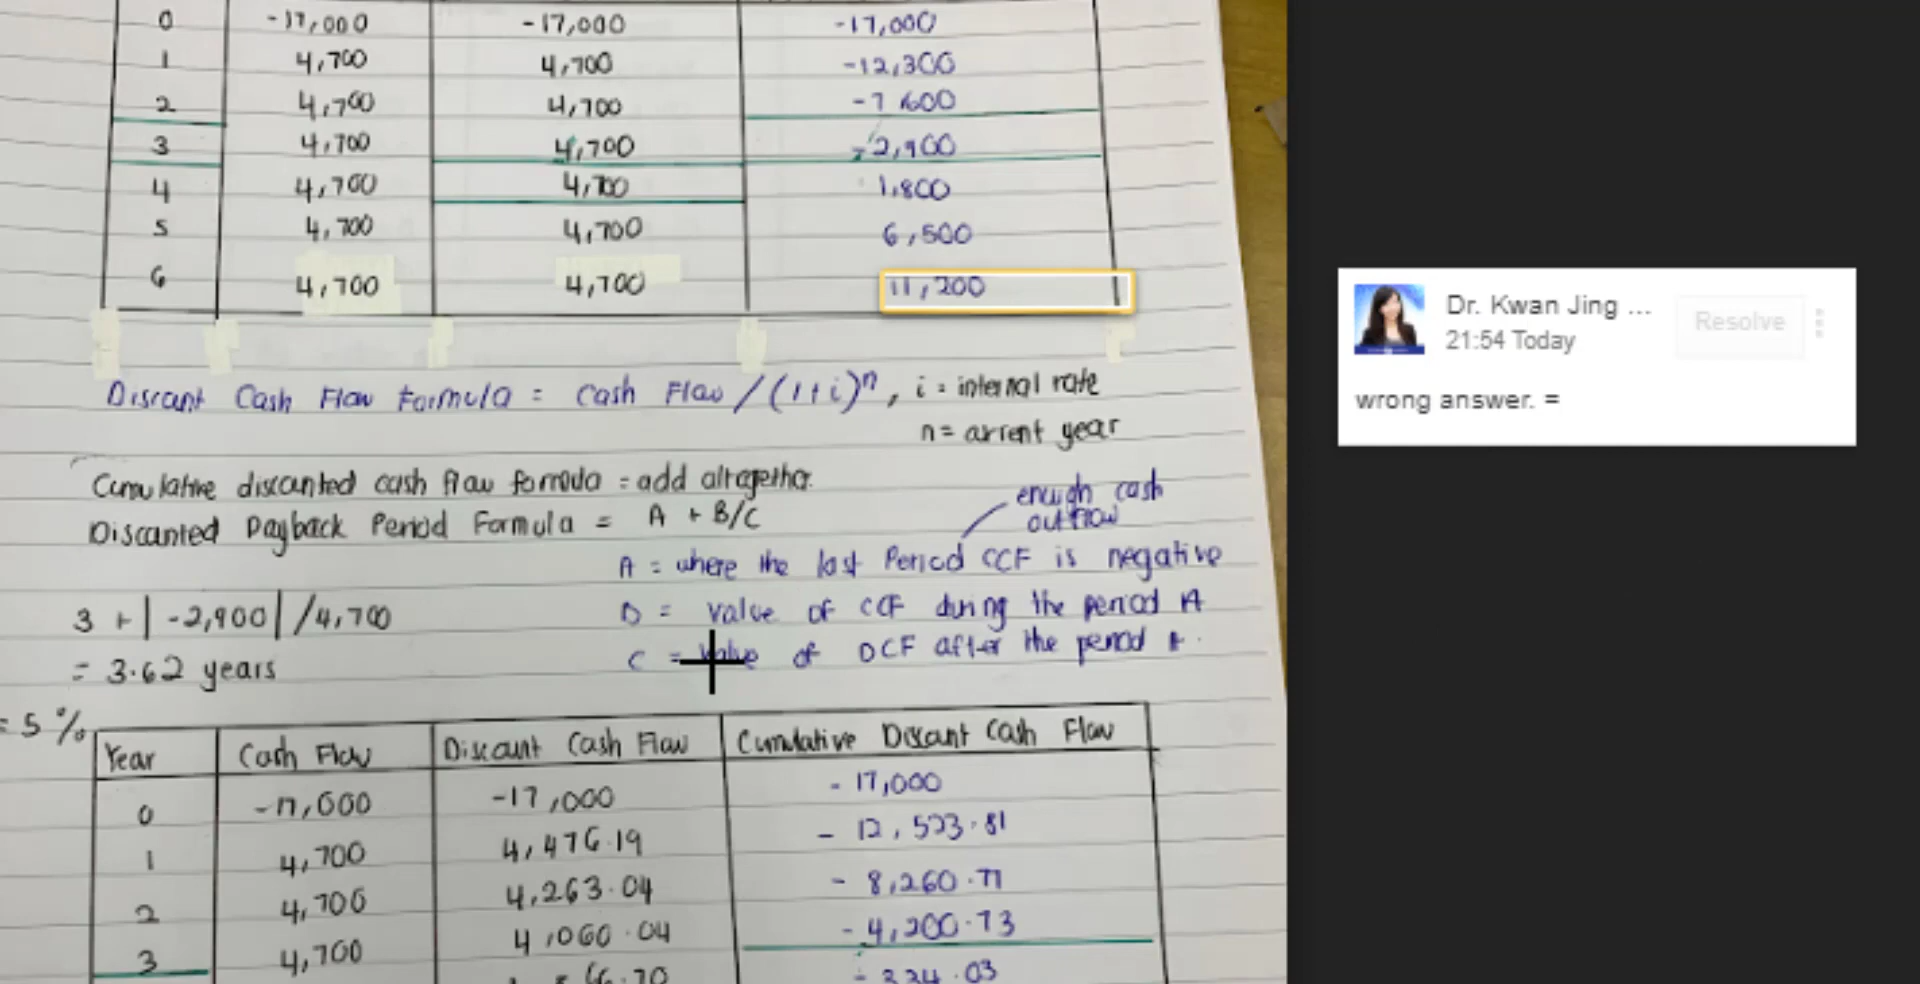 0 -17,000 -17,000 -17,000
1 4,700 4,700 -12,300
2 4,700 4,700 -7 600
3 4,700 4,700 -2,900
4 4,700 4,700 1,800
5 4,700 4,700 6,500
6 4,700 4,700 11,200
Discount Cash Flow Formula = Cash Flow / (1+i)ⁿ, i = internal rate
n = current year
Cumulative discounted cash flow formula = add altogether.
Discounted Payback Period Formula = A + B/C
enough cash
outflow
A = where the last Period CCF is negative
3 + | -2,900 | / 4,700
B = value of CCF during the period A
= 3.62 years
C = value of DCF after the period A.
= 5 %
Year Cash Flow Discount Cash Flow Cumulative Discount Cash Flow
0 -17,000 -17,000 - 17,000
1 4,700 4,476.19 - 12,523.81
2 4,700 4,263.04 - 8,260.77
3 4,700 4,060.04 - 4,200.73
66.70 - 334.03
Dr. Kwan Jing ...
Resolve
21:54 Today
wrong answer. =